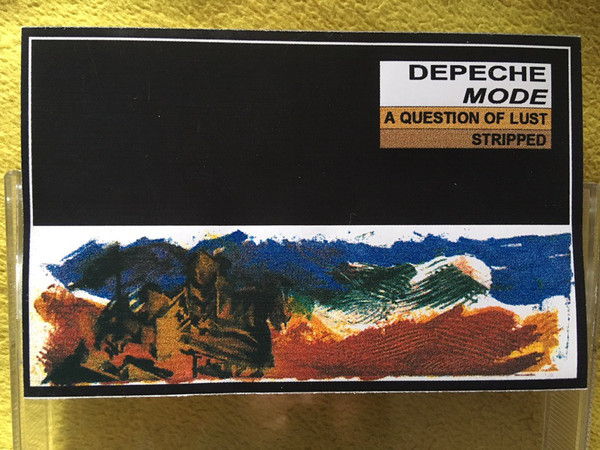 DEPECHE
MODE
A QUESTION OF LUST
STRIPPED